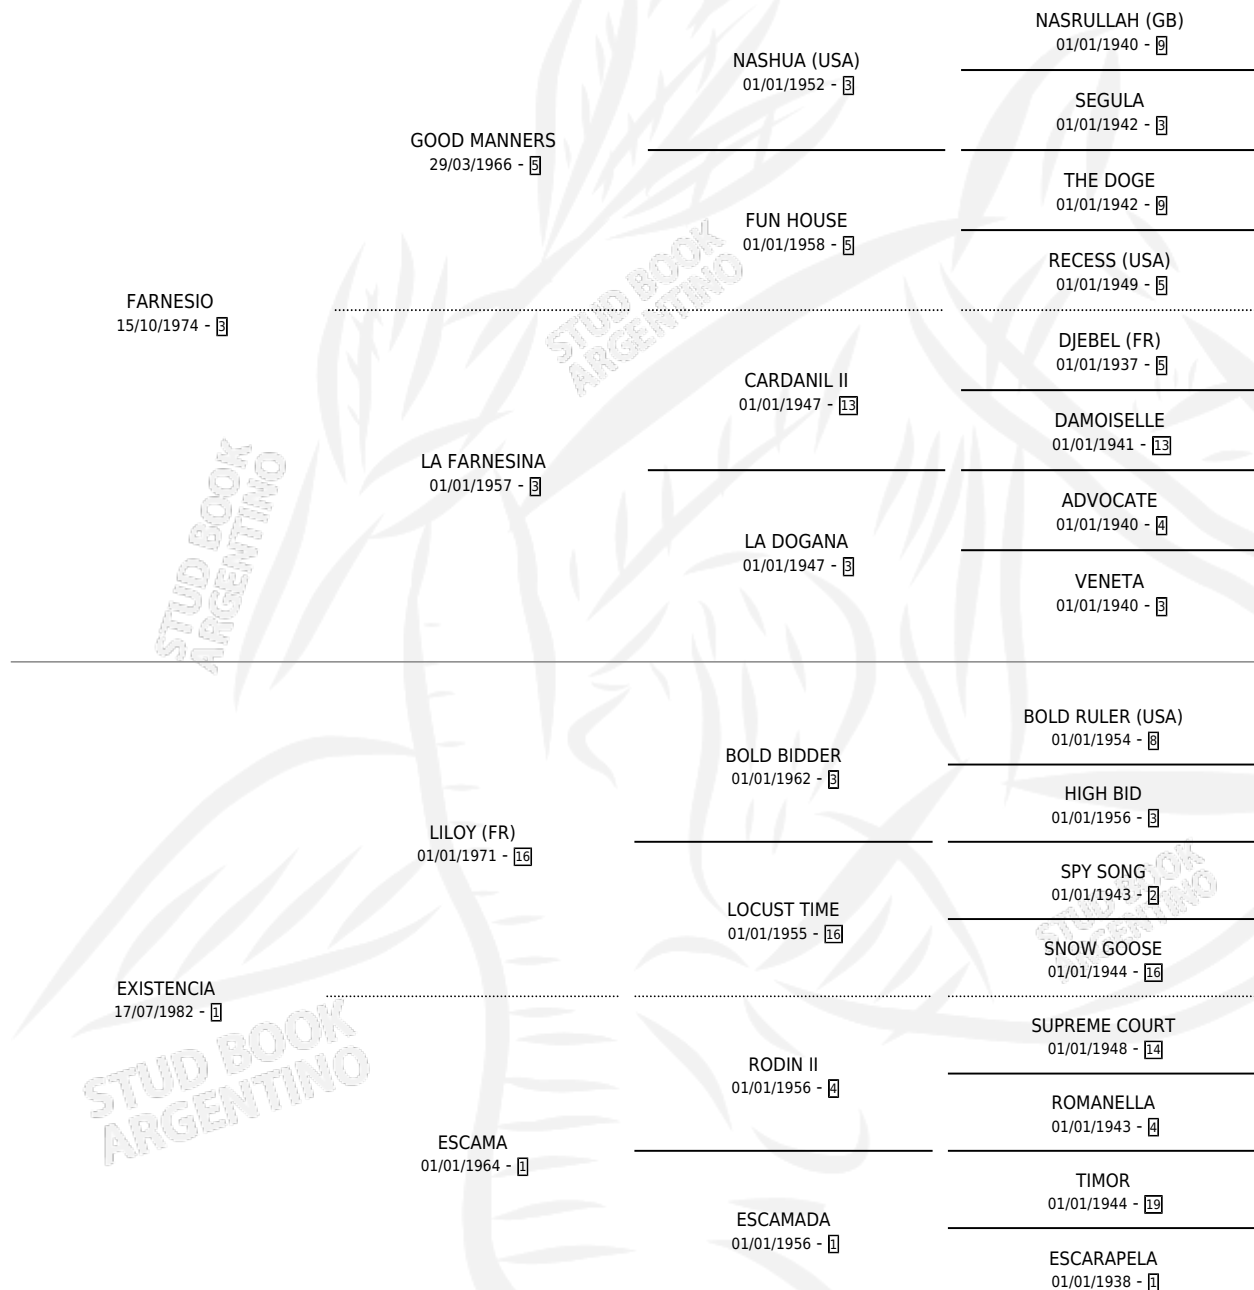 NASRULLAH (GB)
01/01/1940 - 9
NASHUA (USA)
01/01/1952 - 3
SEGULA
01/01/1942 - 3
GOOD MANNERS
29/03/1966 - 5
THE DOGE
01/01/1942 - 9
FUN HOUSE
01/01/1958 - 5
RECESS (USA)
01/01/1949 - 5
FARNESIO
15/10/1974 - 3
DJEBEL (FR)
01/01/1937 - 5
CARDANIL II
01/01/1947 - 13
DAMOISELLE
01/01/1941 - 13
LA FARNESINA
01/01/1957 - 3
ADVOCATE
01/01/1940 - 4
LA DOGANA
01/01/1947 - 3
VENETA
01/01/1940 - 3
BOLD RULER (USA)
01/01/1954 - 8
BOLD BIDDER
01/01/1962 - 3
HIGH BID
01/01/1956 - 3
LILOY (FR)
01/01/1971 - 16
SPY SONG
01/01/1943 - 2
LOCUST TIME
01/01/1955 - 16
SNOW GOOSE
01/01/1944 - 16
EXISTENCIA
17/07/1982 - 1
SUPREME COURT
01/01/1948 - 14
RODIN II
01/01/1956 - 4
ROMANELLA
01/01/1943 - 4
ESCAMA
01/01/1964 - 1
TIMOR
01/01/1944 - 19
ESCAMADA
01/01/1956 - 1
ESCARAPELA
01/01/1938 - 1
STUD BOOK
ARGENTINO
STUD BOOK
ARGENTINO
STUD BOOK
ARGENTINO
STUD BOOK
ARGENTINO